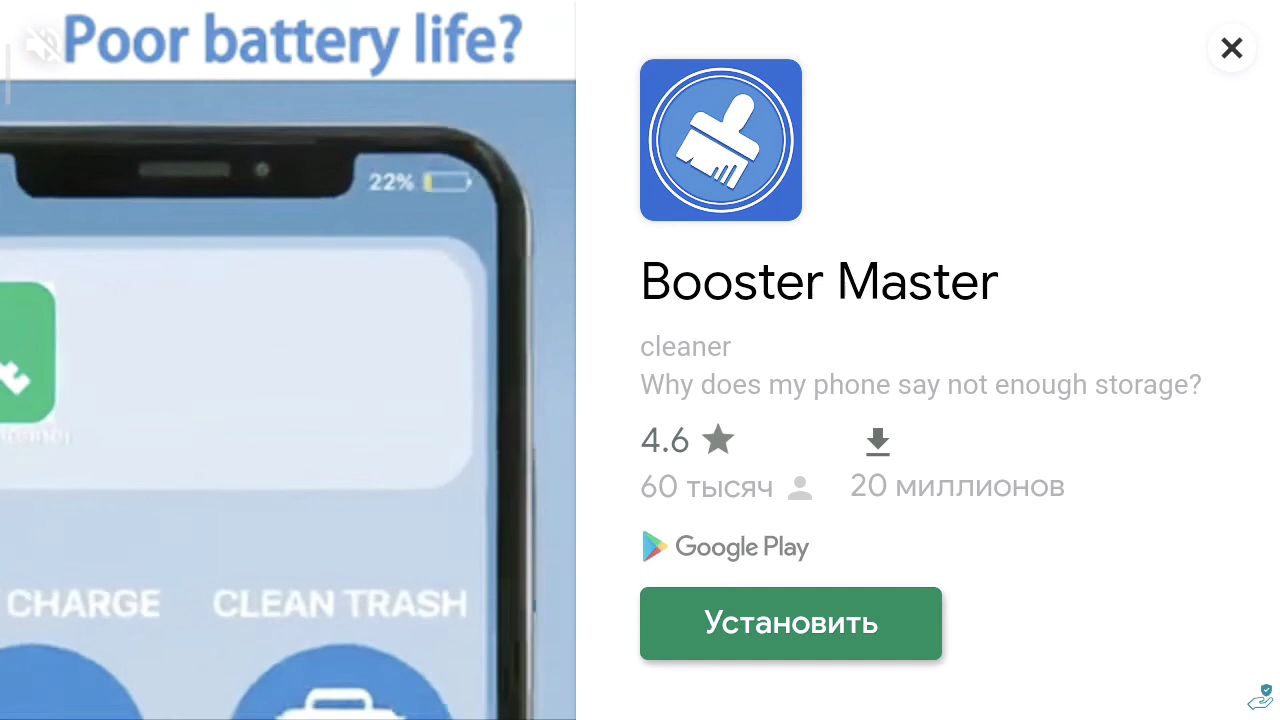 Poor battery life?
22%
CHARGE
CLEAN TRASH
Booster Master
cleaner
Why does my phone say not enough storage?
4.6
60 тысяч
20 миллионов
Google Play
Установить